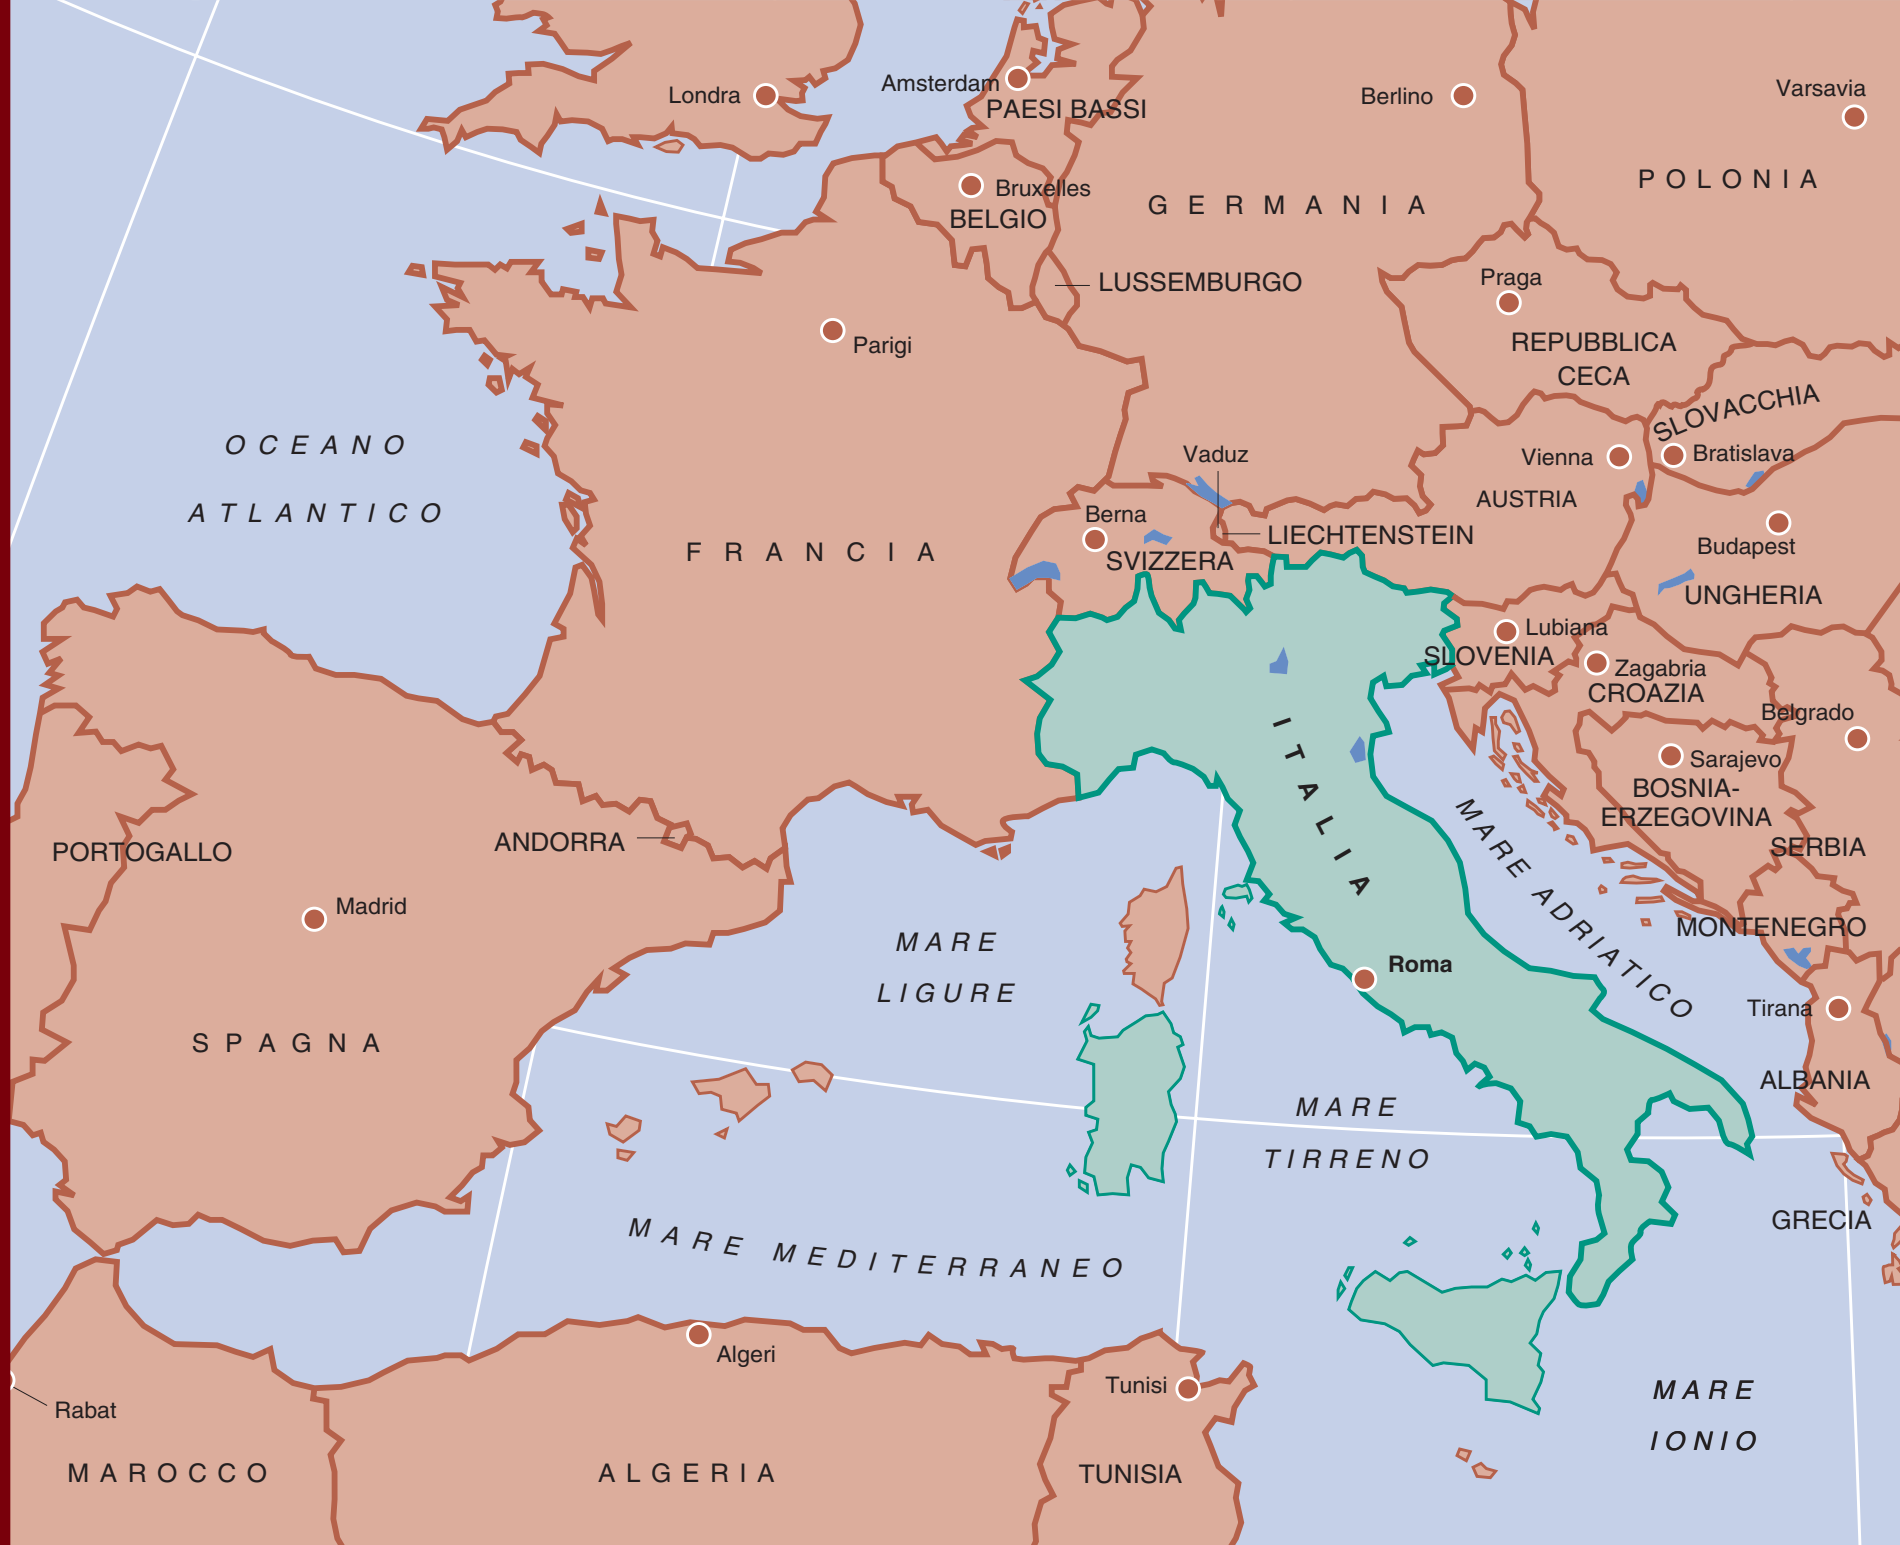 Londra
Amsterdam
PAESI BASSI
Berlino
Varsavia
POLONIA
Bruxelles
BELGIO
GERMANIA
LUSSEMBURGO
Praga
REPUBBLICA
CECA
Parigi
SLOVACCHIA
OCEANO
ATLANTICO
Vaduz
Vienna
Bratislava
AUSTRIA
Berna
SVIZZERA
LIECHTENSTEIN
Budapest
UNGHERIA
FRANCIA
Lubiana
SLOVENIA
Zagabria
CROAZIA
Belgrado
Sarajevo
BOSNIA-
ERZEGOVINA
SERBIA
ITALIA
MARE ADRIATICO
ANDORRA
PORTOGALLO
Madrid
MARE
LIGURE
Roma
MONTENEGRO
Tirana
ALBANIA
SPAGNA
MARE
TIRRENO
GRECIA
MARE MEDITERRANEO
Algeri
Tunisi
Rabat
MARE
IONIO
MAROCCO
ALGERIA
TUNISIA